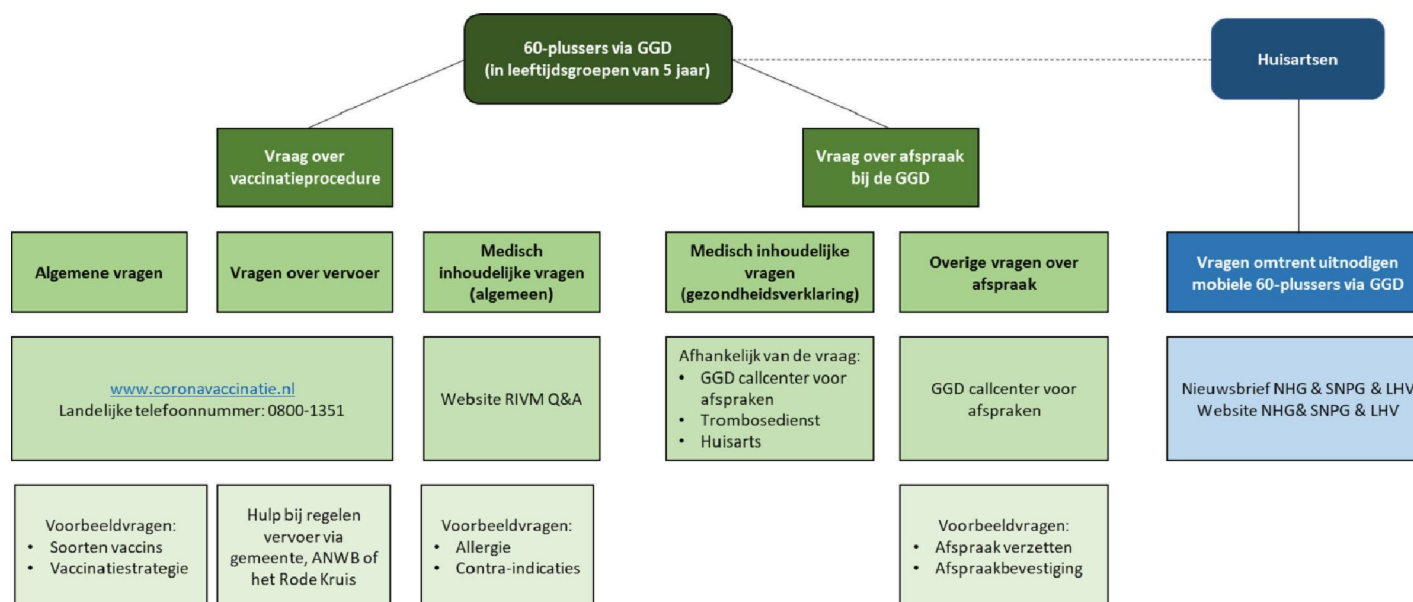 60-plussers via GGD
(in leeftijdsgroepen van 5 jaar)
Huisartsen
Vraag over
vaccinatieprocedure
Vraag over afspraak
bij de GGD
Algemene vragen
Vragen over vervoer
Medisch
inhoudelijke vragen
(algemeen)
Medisch inhoudelijke
vragen
(gezondheidsverklaring)
Overige vragen over
afspraak
Vragen omtrent uitnodigen
mobiele 60-plussers via GGD
www.coronavaccinatie.nl
Landelijke telefoonnummer: 0800-1351
Website RIVM Q&A
Afhankelijk van de vraag:
• GGD callcenter voor
afspraken
• Trombosedienst
• Huisarts
GGD callcenter voor
afspraken
Nieuwsbrief NHG & SNPG & LHV
Website NHG& SNPG & LHV
Voorbeeldvragen:
• Soorten vaccins
• Vaccinatiestrategie
Hulp bij regelen
vervoer via
gemeente, ANWB of
het Rode Kruis
Voorbeeldvragen:
• Allergie
• Contra-indicaties
Voorbeeldvragen:
• Afspraak verzetten
• Afspraakbevestiging